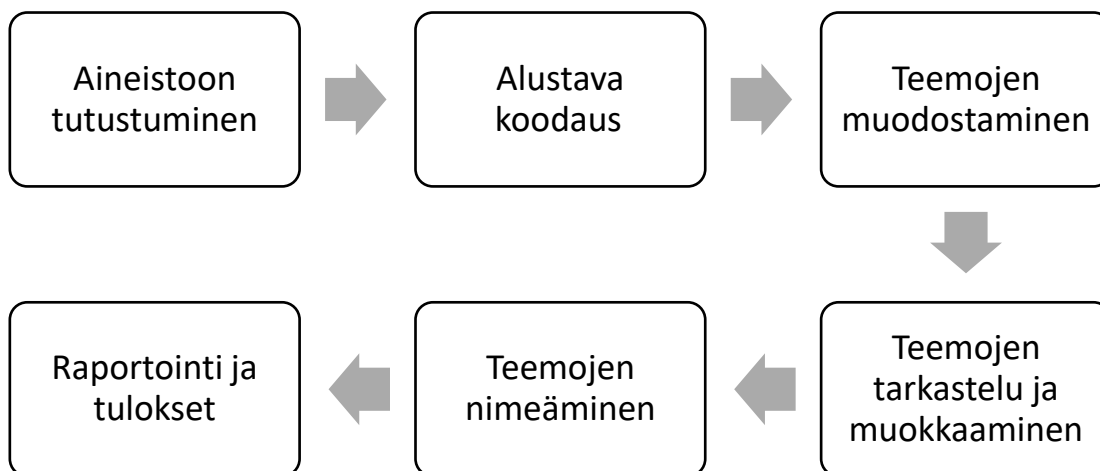 Aineistoon
tutustuminen
Alustava
koodaus
Teemojen
muodostaminen
Teemojen
tarkastelu ja
muokkaaminen
Teemojen
nimeäminen
Raportointi ja
tulokset